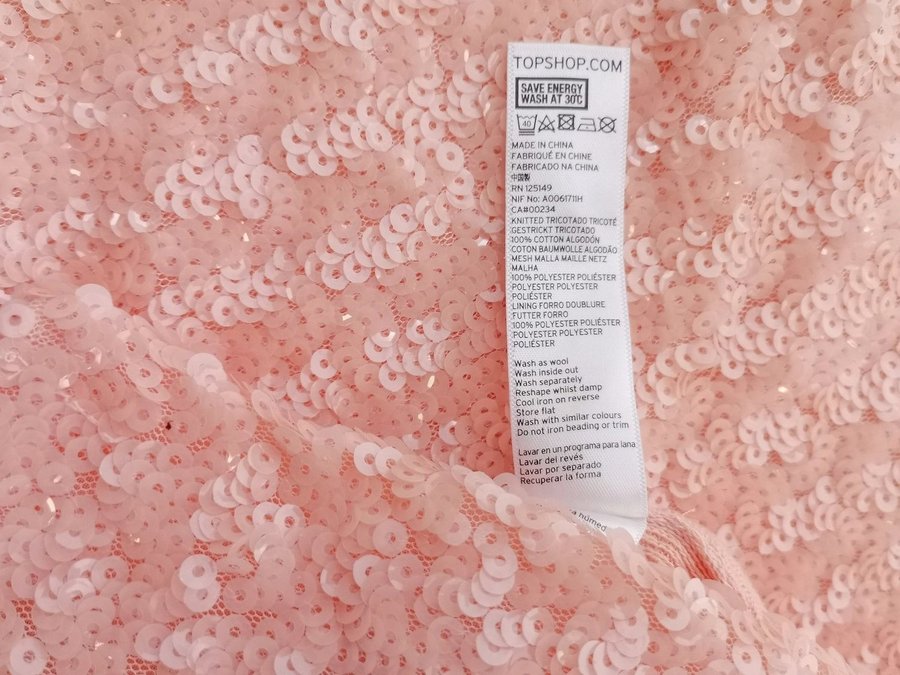 TOPSHOP.COM
SAVE ENERGY
WASH AT 30℃
40
MADE IN CHINA
FABRIQUÉ EN CHINE
FABRICADO NA CHINA
中国製
RN 125149
NIF No: A0061711H
CA#00234
KNITTED TRICOTADO TRICOTÉ
GESTRICKT TRICOTADO
100% COTTON ALGODÓN
COTON BAUMWOLLE ALGODÃO
MESH MALLA MAILLE NETZ
MALHA
100% POLYESTER POLIÉSTER
POLYESTER POLYESTER
POLIÉSTER
LINING FORRO DOUBLURE
FUTTER FORRO
100% POLYESTER POLIÉSTER
POLYESTER POLYESTER
POLIÉSTER
Wash as wool
Wash inside out
Wash separately
Reshape whilst damp
Cool iron on reverse
Store flat
Wash with similar colours
Do not iron beading or trim
Lavar en un programa para lana
Lavar del revés
Lavar por separado
Recuperar la forma